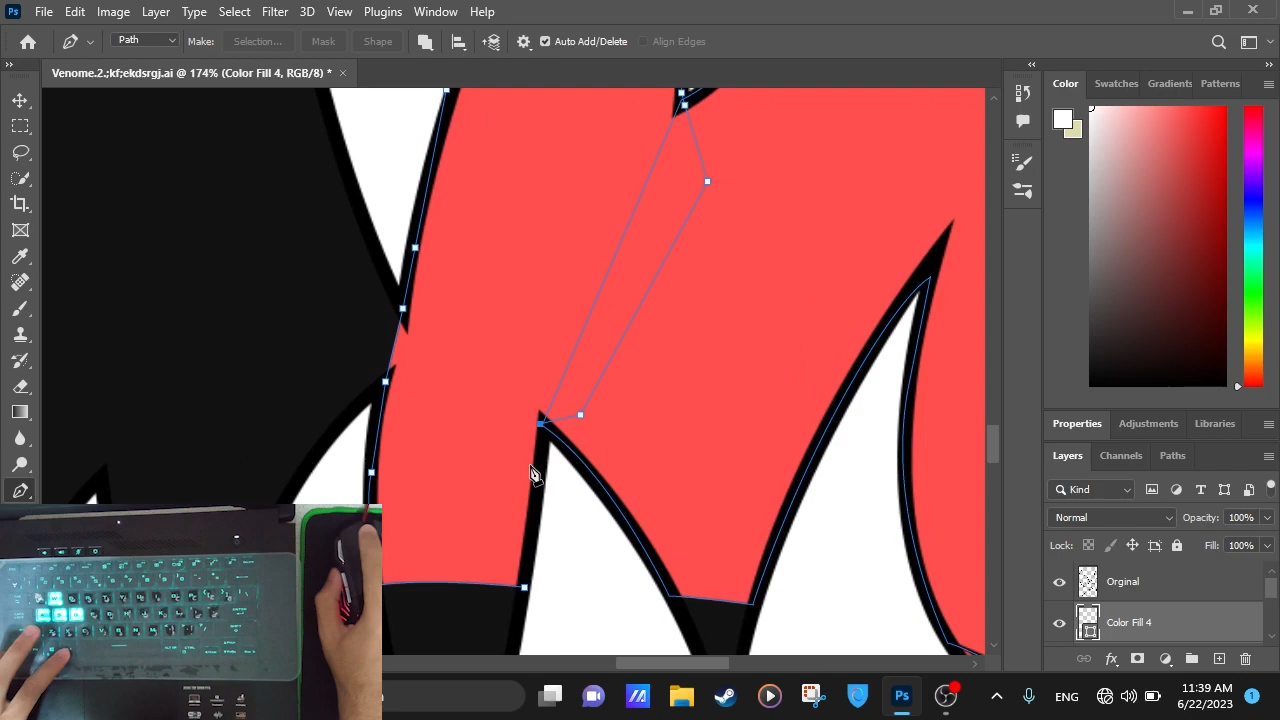 Ps File Edit Image Layer Type Select Filter 3D View Plugins Window Help
Path Make: Selection... Mask Shape Auto Add/Delete Align Edges
Venome.2.;kf;ekdsrgj.ai @ 174% (Color Fill 4, RGB/8) *
Color Swatches Gradients Patterns
Properties Adjustments Libraries
Layers Channels Paths
Kind
Normal Opacity: 100%
Lock: Fill: 100%
Orginal
Color Fill 4
Ps ENG 11:39 AM
6/22/2023 1